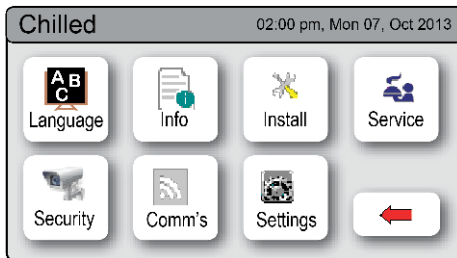 Chilled 02:00 pm, Mon 07, Oct 2013
A B
C
Language Info Install Service
Security Comm's Settings